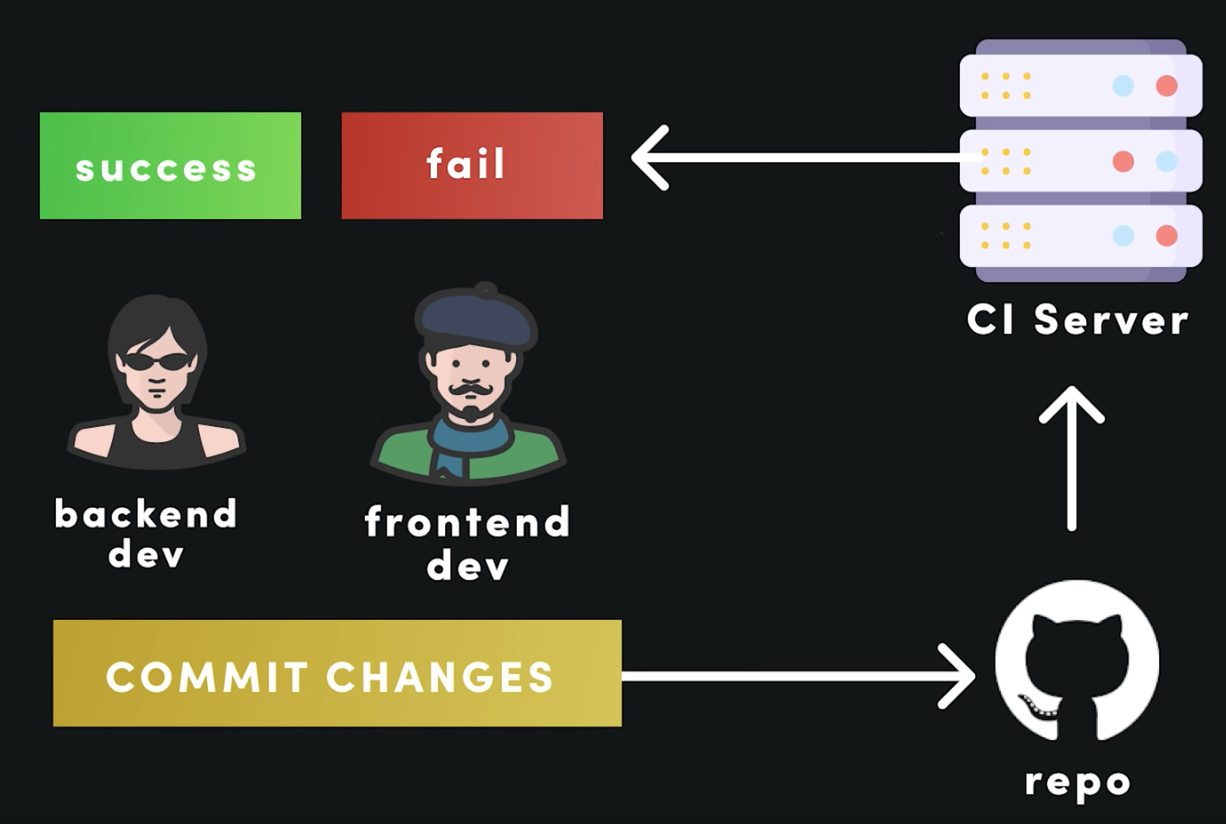 success
fail
CI Server
backend
dev
frontend
dev
COMMIT CHANGES
repo